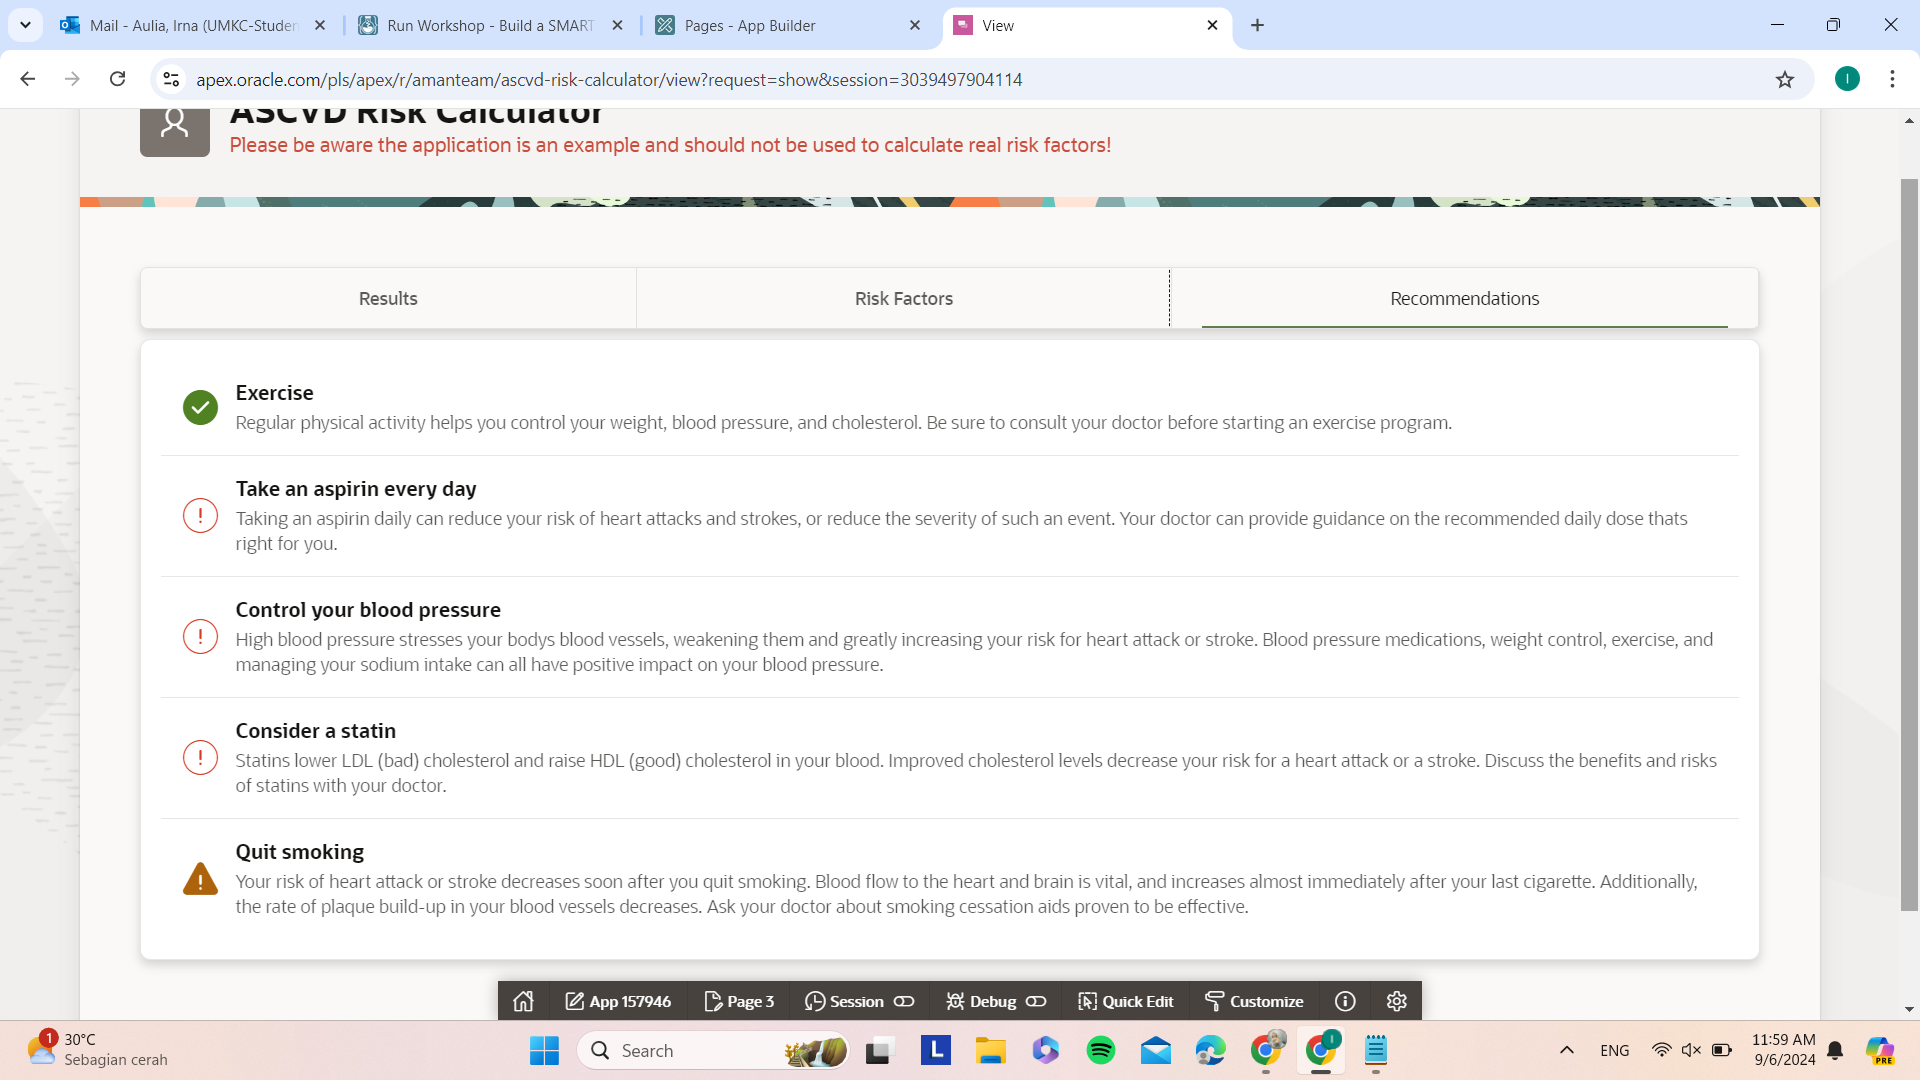 Mail - Aulia, Irna (UMKC-Studen
Run Workshop - Build a SMART
Pages - App Builder
View
apex.oracle.com/pls/apex/r/amanteam/ascvd-risk-calculator/view?request=show&session=3039497904114
I
ASCVD Risk Calculator
Please be aware the application is an example and should not be used to calculate real risk factors!
Results
Risk Factors
Recommendations
Exercise
Regular physical activity helps you control your weight, blood pressure, and cholesterol. Be sure to consult your doctor before starting an exercise program.
Take an aspirin every day
Taking an aspirin daily can reduce your risk of heart attacks and strokes, or reduce the severity of such an event. Your doctor can provide guidance on the recommended daily dose thats
right for you.
Control your blood pressure
High blood pressure stresses your bodys blood vessels, weakening them and greatly increasing your risk for heart attack or stroke. Blood pressure medications, weight control, exercise, and
managing your sodium intake can all have positive impact on your blood pressure.
Consider a statin
Statins lower LDL (bad) cholesterol and raise HDL (good) cholesterol in your blood. Improved cholesterol levels decrease your risk for a heart attack or a stroke. Discuss the benefits and risks
of statins with your doctor.
Quit smoking
Your risk of heart attack or stroke decreases soon after you quit smoking. Blood flow to the heart and brain is vital, and increases almost immediately after your last cigarette. Additionally,
the rate of plaque build-up in your blood vessels decreases. Ask your doctor about smoking cessation aids proven to be effective.
App 157946
Page 3
Session
Debug
Quick Edit
Customize
1
30°C
Sebagian cerah
Search
L
I
ENG
11:59 AM
9/6/2024
PRE